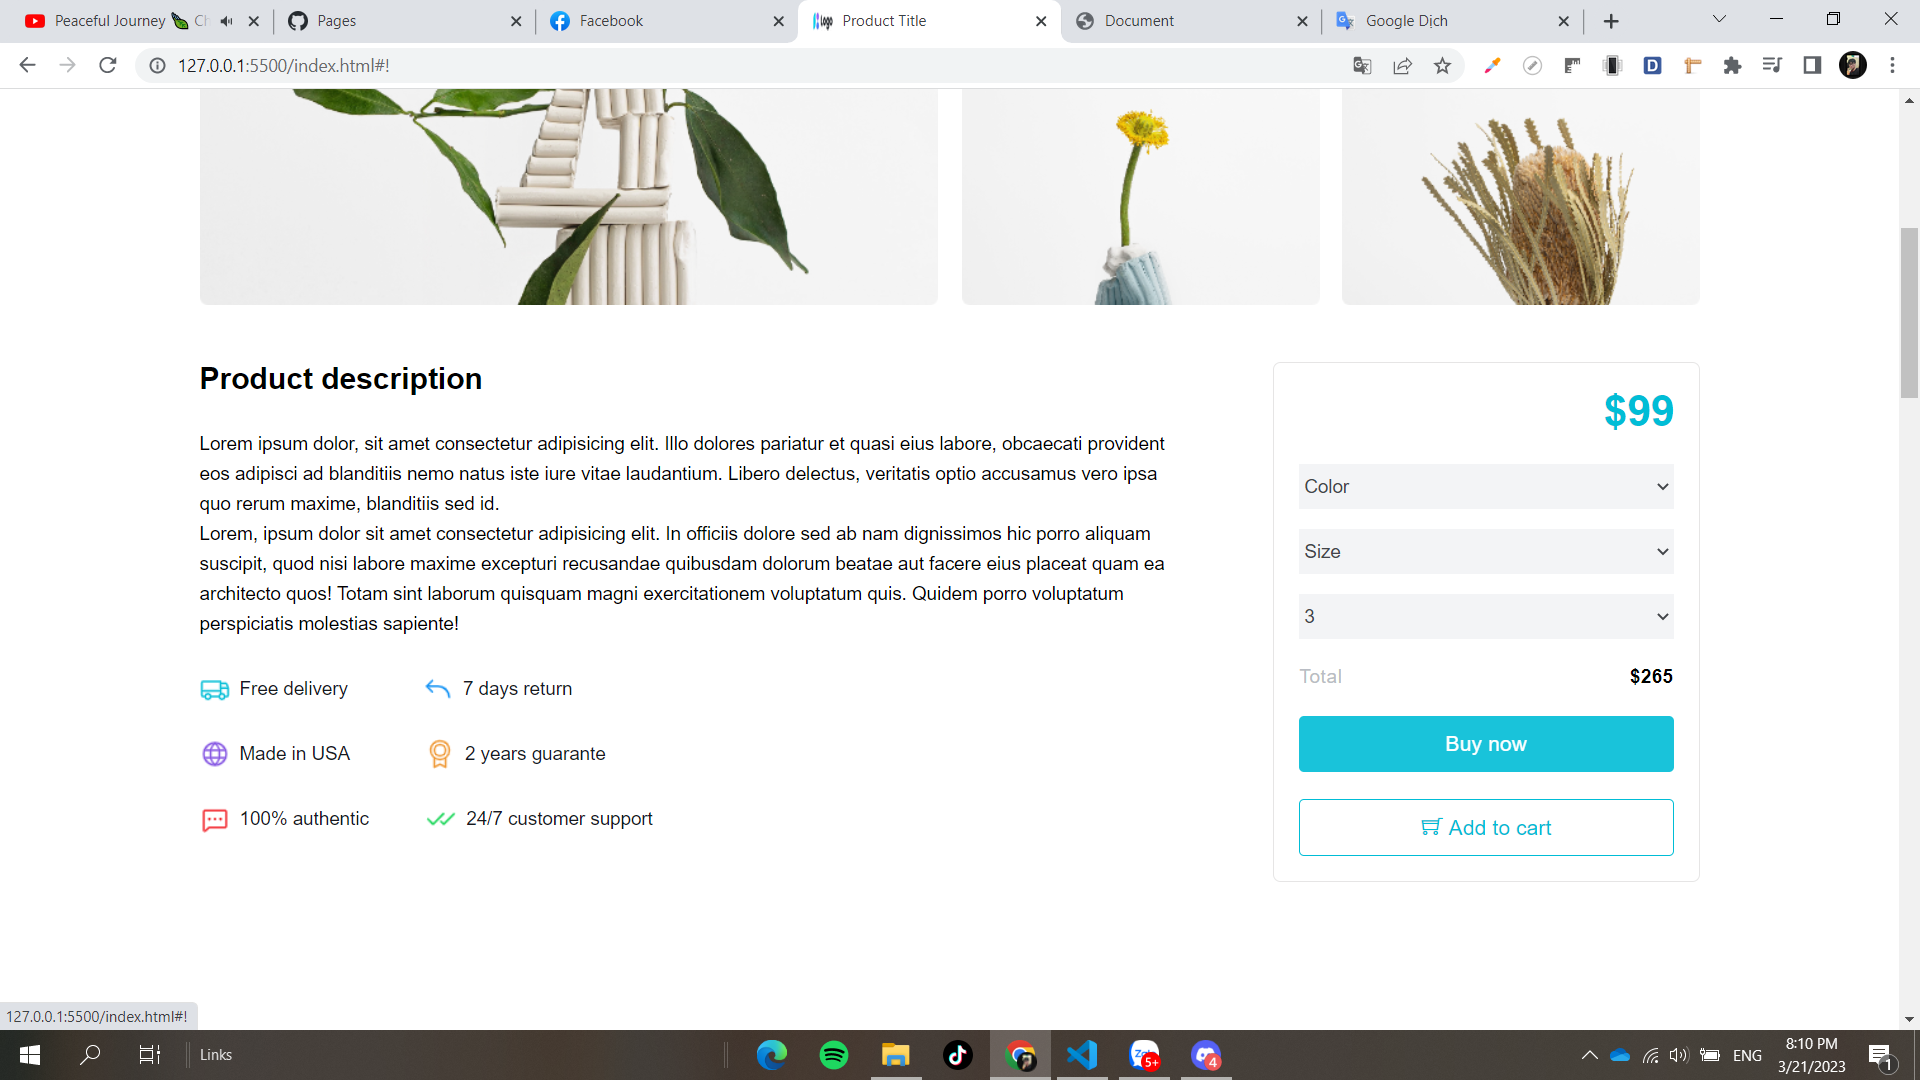 Peaceful Journey
Pages
Facebook
Product Title
Document
Google Dịch
127.0.0.1:5500/index.html#!
Product description
Lorem ipsum dolor, sit amet consectetur adipisicing elit. Illo dolores pariatur et quasi eius labore, obcaecati provident
eos adipisci ad blanditiis nemo natus iste iure vitae laudantium. Libero delectus, veritatis optio accusamus vero ipsa
quo rerum maxime, blanditiis sed id.
Lorem, ipsum dolor sit amet consectetur adipisicing elit. In officiis dolore sed ab nam dignissimos hic porro aliquam
suscipit, quod nisi labore maxime excepturi recusandae quibusdam dolorum beatae aut facere eius placeat quam ea
architecto quos! Totam sint laborum quisquam magni exercitationem voluptatum quis. Quidem porro voluptatum
perspiciatis molestias sapiente!
Free delivery
7 days return
Made in USA
2 years guarante
100% authentic
24/7 customer support
$99
Color
Size
3
Total
$265
Buy now
Add to cart
127.0.0.1:5500/index.html#!
Links
5+
4
ENG
8:10 PM
3/21/2023
1